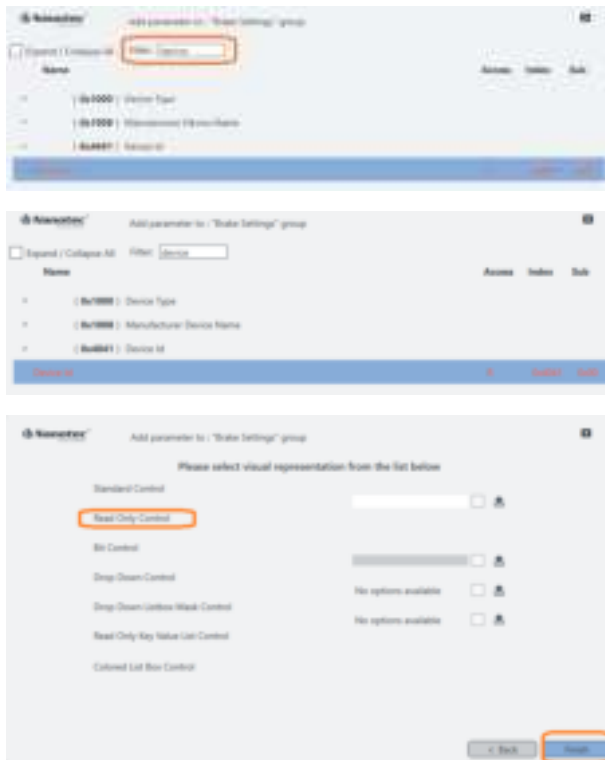 Nanotec
Add parameter to : "Brake Settings" group
Expand / Collapse All Filter: device
Name Access Index Sub
( 0x1000 ) Device Type
( 0x1008 ) Manufacturer Device Name
( 0x4041 ) Device Id
Nanotec
Add parameter to : "Brake Settings" group
Expand / Collapse All Filter: device
Name Access Index Sub
( 0x1000 ) Device Type
( 0x1008 ) Manufacturer Device Name
( 0x4041 ) Device Id
Device Id
Nanotec
Add parameter to : "Brake Settings" group
Please select visual representation from the list below
Standard Control
Read Only Control
Bit Control
Drop Down Control
No options available
Drop Down Listbox Mask Control
No options available
Read Only Key Value List Control
Colored List Box Control
< Back Finish